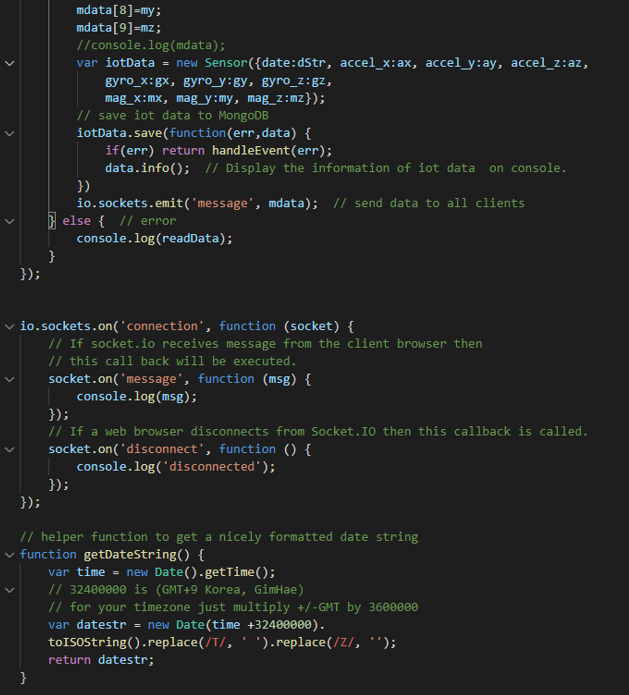 mdata[8]=my;
mdata[9]=mz;
//console.log(mdata);
var iotData = new Sensor({date:dStr, accel_x:ax, accel_y:ay, accel_z:az,
gyro_x:gx, gyro_y:gy, gyro_z:gz,
mag_x:mx, mag_y:my, mag_z:mz});
// save iot data to MongoDB
iotData.save(function(err,data) {
if(err) return handleEvent(err);
data.info();  // Display the information of iot data  on console.
})
io.sockets.emit('message', mdata);  // send data to all clients
} else {  // error
console.log(readData);
}
});
io.sockets.on('connection', function (socket) {
// If socket.io receives message from the client browser then
// this call back will be executed.
socket.on('message', function (msg) {
console.log(msg);
});
// If a web browser disconnects from Socket.IO then this callback is called.
socket.on('disconnect', function () {
console.log('disconnected');
});
});
// helper function to get a nicely formatted date string
function getDateString() {
var time = new Date().getTime();
// 32400000 is (GMT+9 Korea, GimHae)
// for your timezone just multiply +/-GMT by 3600000
var datestr = new Date(time +32400000).
toISOString().replace(/T/, ' ').replace(/Z/, '');
return datestr;
}